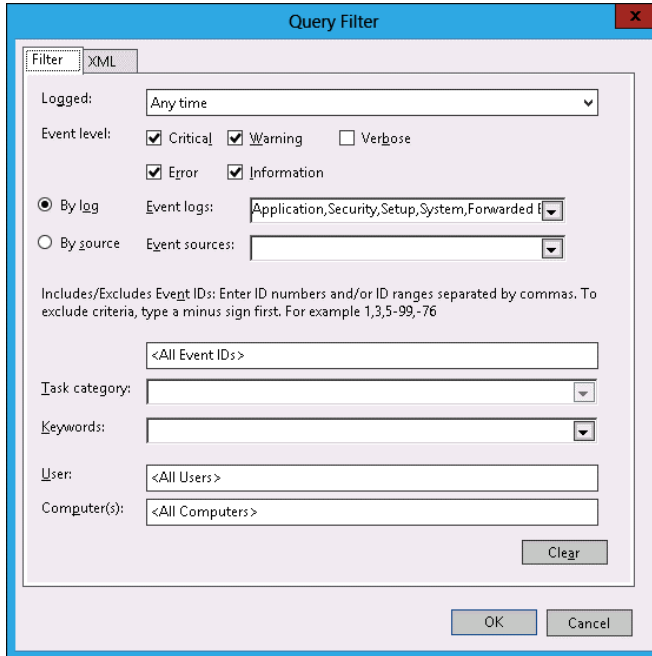 Query Filter
x
Filter XML
Logged: Any time
Event level: Critical Warning Verbose
Error Information
By log Event logs: Application,Security,Setup,System,Forwarded E
By source Event sources:
Includes/Excludes Event IDs: Enter ID numbers and/or ID ranges separated by commas. To
exclude criteria, type a minus sign first. For example 1,3,5-99,-76
<All Event IDs>
Task category:
Keywords:
User: <All Users>
Computer(s): <All Computers>
Clear
OK Cancel